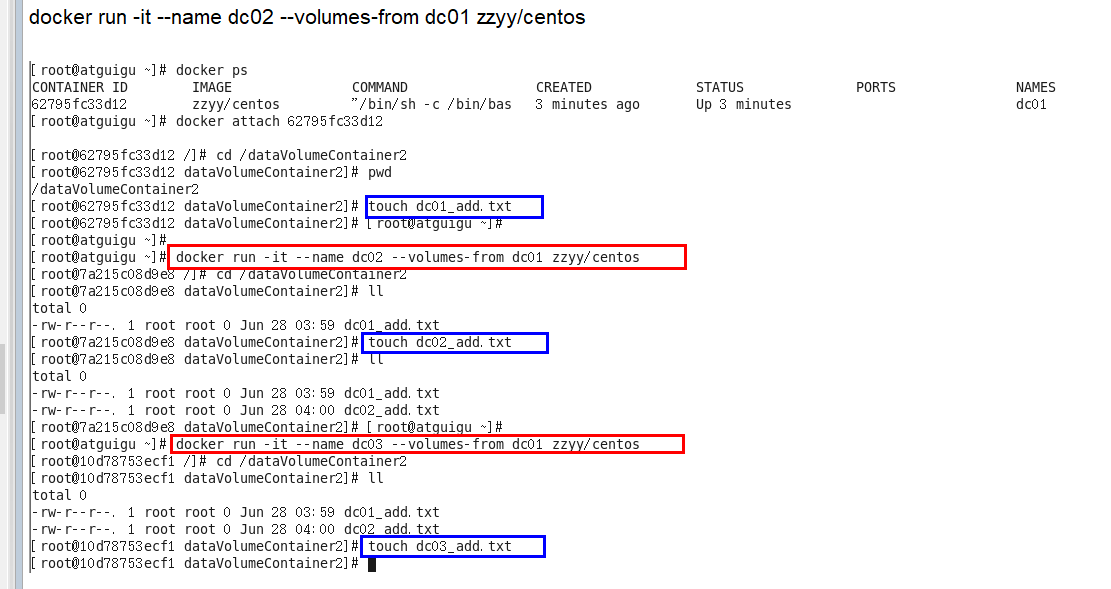 docker run -it --name dc02 --volumes-from dc01 zzyy/centos
[root@atguigu ~]# docker ps
CONTAINER ID IMAGE COMMAND CREATED STATUS PORTS NAMES
62795fc33d12 zzyy/centos "/bin/sh -c /bin/bas 3 minutes ago Up 3 minutes dc01
[root@atguigu ~]# docker attach 62795fc33d12
[root@62795fc33d12 /]# cd /dataVolumeContainer2
[root@62795fc33d12 dataVolumeContainer2]# pwd
/dataVolumeContainer2
[root@62795fc33d12 dataVolumeContainer2]# touch dc01_add.txt
[root@62795fc33d12 dataVolumeContainer2]# [root@atguigu ~]#
[root@atguigu ~]#
[root@atguigu ~]# docker run -it --name dc02 --volumes-from dc01 zzyy/centos
[root@7a215c08d9e8 /]# cd /dataVolumeContainer2
[root@7a215c08d9e8 dataVolumeContainer2]# ll
total 0
-rw-r--r--. 1 root root 0 Jun 28 03:59 dc01_add.txt
[root@7a215c08d9e8 dataVolumeContainer2]# touch dc02_add.txt
[root@7a215c08d9e8 dataVolumeContainer2]# ll
total 0
-rw-r--r--. 1 root root 0 Jun 28 03:59 dc01_add.txt
-rw-r--r--. 1 root root 0 Jun 28 04:00 dc02_add.txt
[root@7a215c08d9e8 dataVolumeContainer2]# [root@atguigu ~]#
[root@atguigu ~]# docker run -it --name dc03 --volumes-from dc01 zzyy/centos
[root@10d78753ecf1 /]# cd /dataVolumeContainer2
[root@10d78753ecf1 dataVolumeContainer2]# ll
total 0
-rw-r--r--. 1 root root 0 Jun 28 03:59 dc01_add.txt
-rw-r--r--. 1 root root 0 Jun 28 04:00 dc02_add.txt
[root@10d78753ecf1 dataVolumeContainer2]# touch dc03_add.txt
[root@10d78753ecf1 dataVolumeContainer2]#